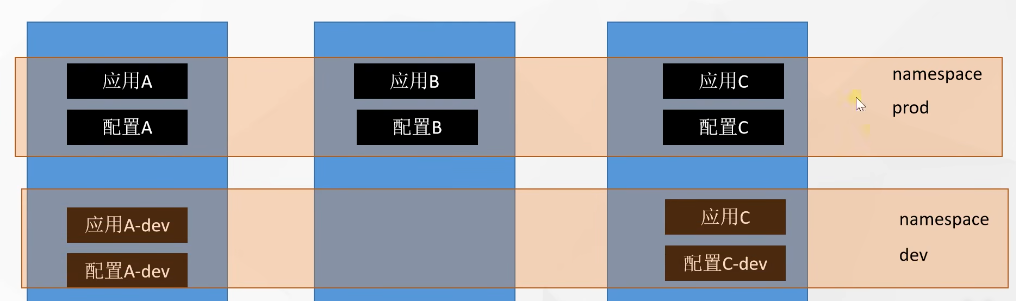 应用A
应用B
应用C
namespace
配置A
配置B
配置C
prod
应用A-dev
应用C
namespace
配置A-dev
配置C-dev
dev